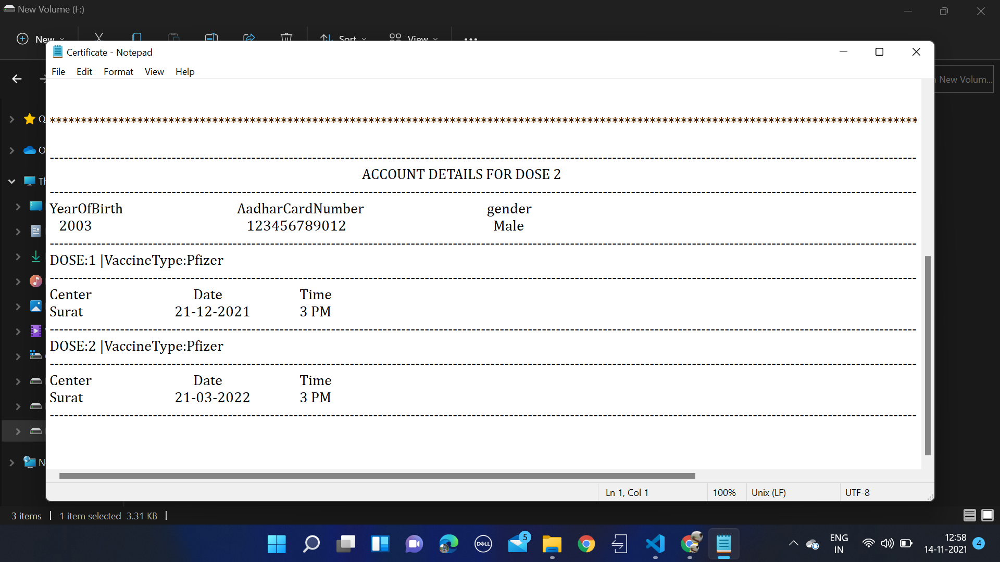 New Volume (F:)
New Sort View
Certificate - Notepad
File Edit Format View Help
New Volum...
********************************************************************************************************************************************
--------------------------------------------------------------------------------
ACCOUNT DETAILS FOR DOSE 2
--------------------------------------------------------------------------------
YearOfBirth AadharCardNumber gender
2003 123456789012 Male
--------------------------------------------------------------------------------
DOSE:1 |VaccineType:Pfizer
--------------------------------------------------------------------------------
Center Date Time
Surat 21-12-2021 3 PM
--------------------------------------------------------------------------------
DOSE:2 |VaccineType:Pfizer
--------------------------------------------------------------------------------
Center Date Time
Surat 21-03-2022 3 PM
--------------------------------------------------------------------------------
Ln 1, Col 1 100% Unix (LF) UTF-8
3 items | 1 item selected 3.31 KB |
DELL 5
ENG
IN
12:58
14-11-2021 4